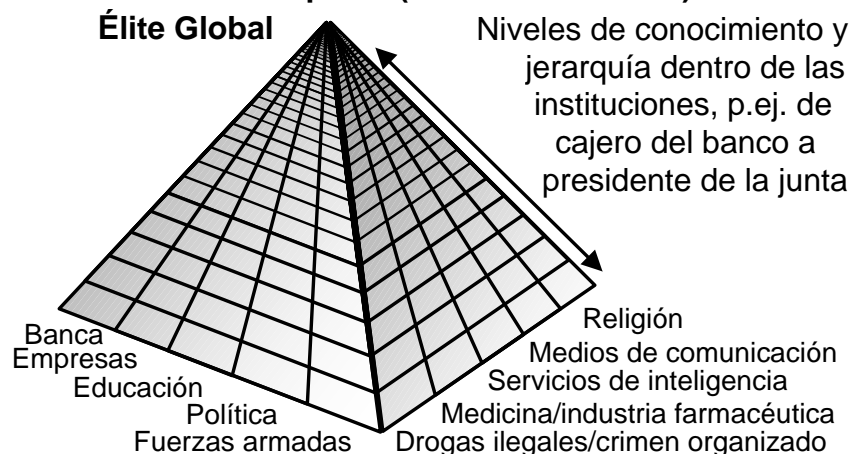 Élite Global
Niveles de conocimiento y
jerarquía dentro de las
instituciones, p.ej. de
cajero del banco a
presidente de la junta
Banca
Empresas
Educación
Política
Fuerzas armadas
Religión
Medios de comunicación
Servicios de inteligencia
Medicina/industria farmacéutica
Drogas ilegales/crimen organizado